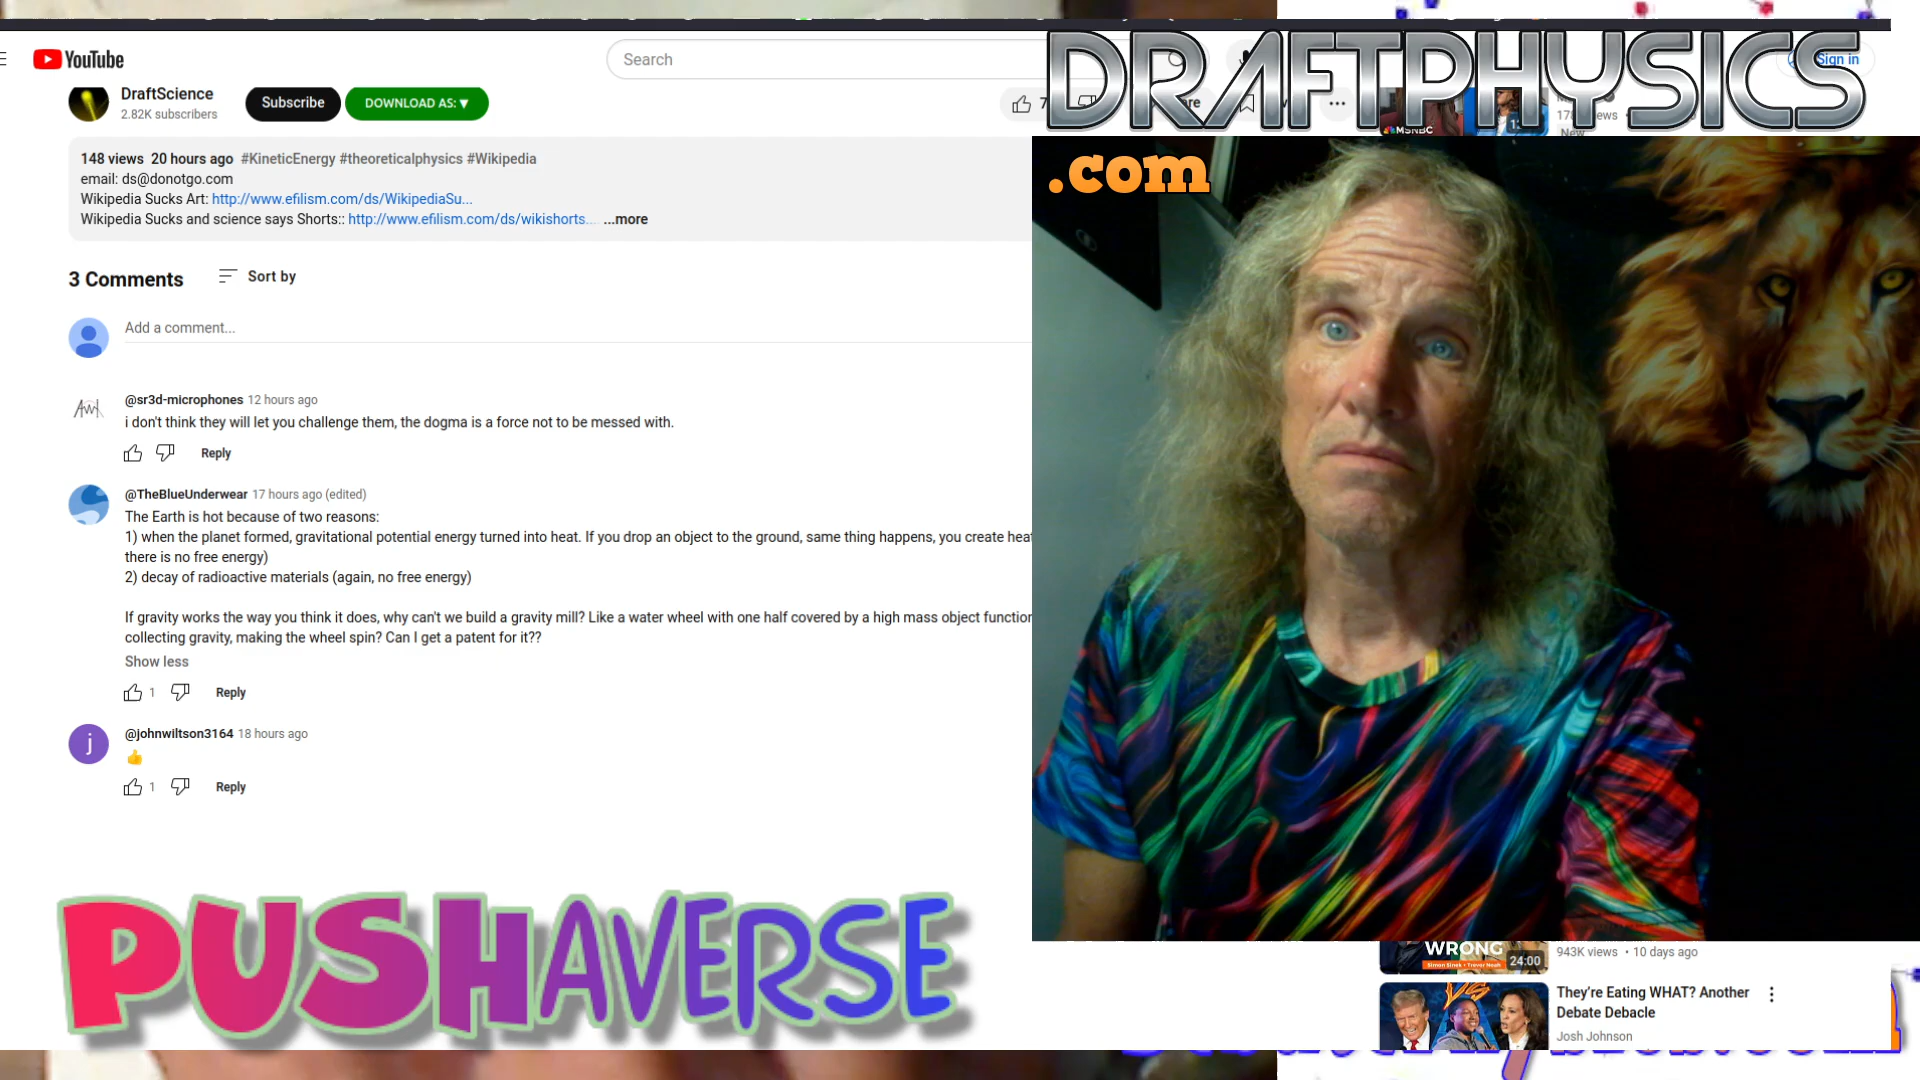 DRAFTPHYSICS
.com
YouTube
Search
Sign in
DraftScience
2.82K subscribers
Subscribe
DOWNLOAD AS: ▼
7
...
MSNBC
New
148 views 20 hours ago #KineticEnergy #theoreticalphysics #Wikipedia
email: ds@donotgo.com
Wikipedia Sucks Art: http://www.efilism.com/ds/WikipediaSu...
Wikipedia Sucks and science says Shorts:: http://www.efilism.com/ds/wikishorts... ...more
3 Comments
Sort by
Add a comment...
@sr3d-microphones 12 hours ago
i don't think they will let you challenge them, the dogma is a force not to be messed with.
Reply
@TheBlueUnderwear 17 hours ago (edited)
The Earth is hot because of two reasons:
1) when the planet formed, gravitational potential energy turned into heat. If you drop an object to the ground, same thing happens, you create heat
there is no free energy)
2) decay of radioactive materials (again, no free energy)
If gravity works the way you think it does, why can't we build a gravity mill? Like a water wheel with one half covered by a high mass object function
collecting gravity, making the wheel spin? Can I get a patent for it??
Show less
1 Reply
j
@johnwiltson3164 18 hours ago
👍
1 Reply
PUSHAVERSE
WRONG
Simon Sinek • Trevor Noah
24:00
943K views • 10 days ago
VS
They're Eating WHAT? Another
Debate Debacle
Josh Johnson